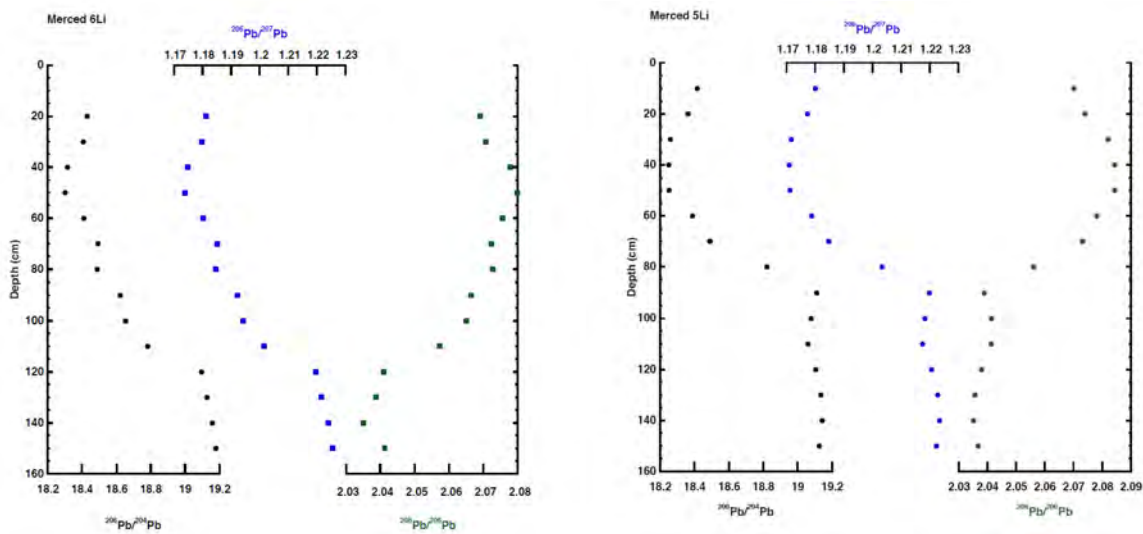 Merced 6Li
²⁰⁶Pb/²⁰⁷Pb
1.17 1.18 1.19 1.2 1.21 1.22 1.23
0
20
40
60
80
100
120
140
160
Depth (cm)
18.2 18.4 18.6 18.8 19 19.2
2.03 2.04 2.05 2.06 2.07 2.08
²⁰⁶Pb/²⁰⁴Pb
²⁰⁸Pb/²⁰⁶Pb
Merced 5Li
²⁰⁶Pb/²⁰⁷Pb
1.17 1.18 1.19 1.2 1.21 1.22 1.23
0
20
40
60
80
100
120
140
160
Depth (cm)
18.2 18.4 18.6 18.8 19 19.2
2.03 2.04 2.05 2.06 2.07 2.08 2.09
²⁰⁶Pb/²⁰⁴Pb
²⁰⁸Pb/²⁰⁶Pb